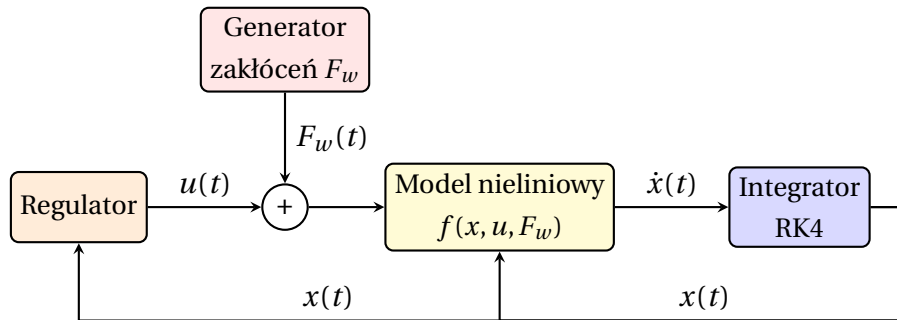 Generator
zakłóceń F_w
F_w(t)
Regulator
u(t)
+
Model nieliniowy
f(x, u, F_w)
ẋ(t)
Integrator
RK4
x(t)
x(t)